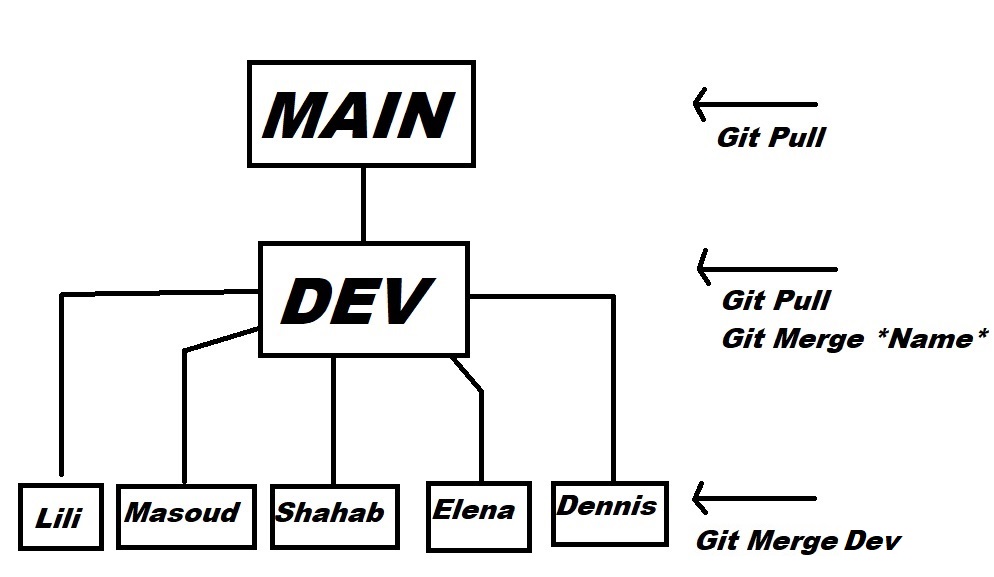 MAIN
Git Pull
DEV
Git Pull
Git Merge *Name*
Lili
Masoud
Shahab
Elena
Dennis
Git Merge Dev